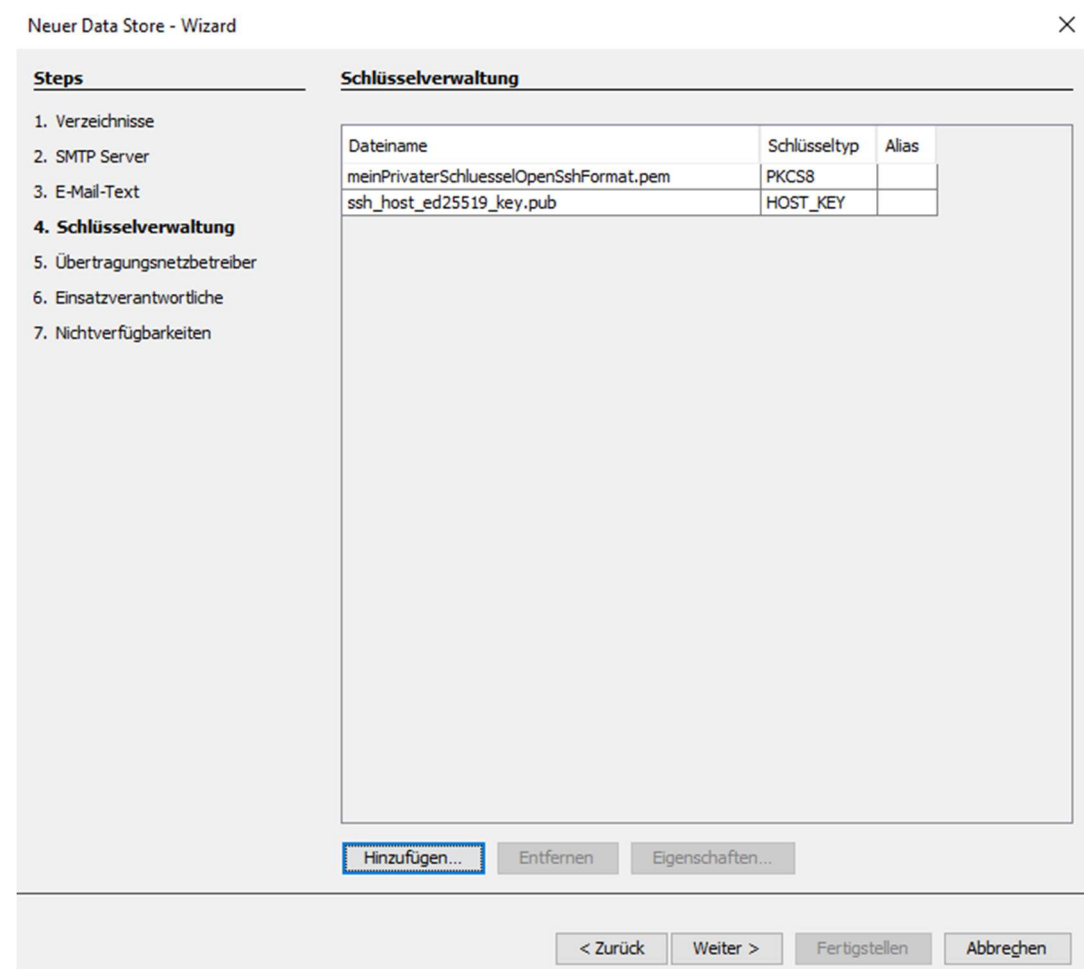 Neuer Data Store - Wizard
Steps
1. Verzeichnisse
2. SMTP Server
3. E-Mail-Text
4. Schlüsselverwaltung
5. Übertragungsnetzbetreiber
6. Einsatzverantwortliche
7. Nichtverfügbarkeiten
Schlüsselverwaltung
Dateiname Schlüsseltyp Alias
meinPrivaterSchluesselOpenSshFormat.pem PKCS8
ssh_host_ed25519_key.pub HOST_KEY
Hinzufügen... Entfernen Eigenschaften...
< Zurück Weiter > Fertigstellen Abbrechen